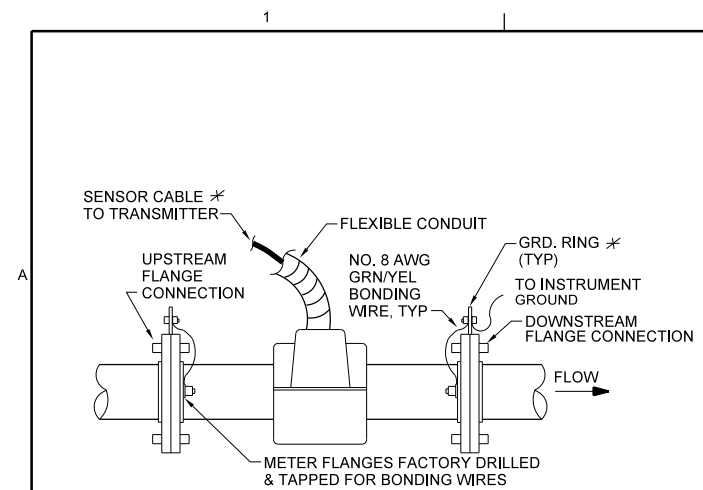 1
A
SENSOR CABLE
TO TRANSMITTER
FLEXIBLE CONDUIT
UPSTREAM
FLANGE
CONNECTION
NO. 8 AWG
GRN/YEL
BONDING
WIRE, TYP
GRD. RING
(TYP)
TO INSTRUMENT
GROUND
DOWNSTREAM
FLANGE CONNECTION
FLOW
METER FLANGES FACTORY DRILLED
& TAPPED FOR BONDING WIRES